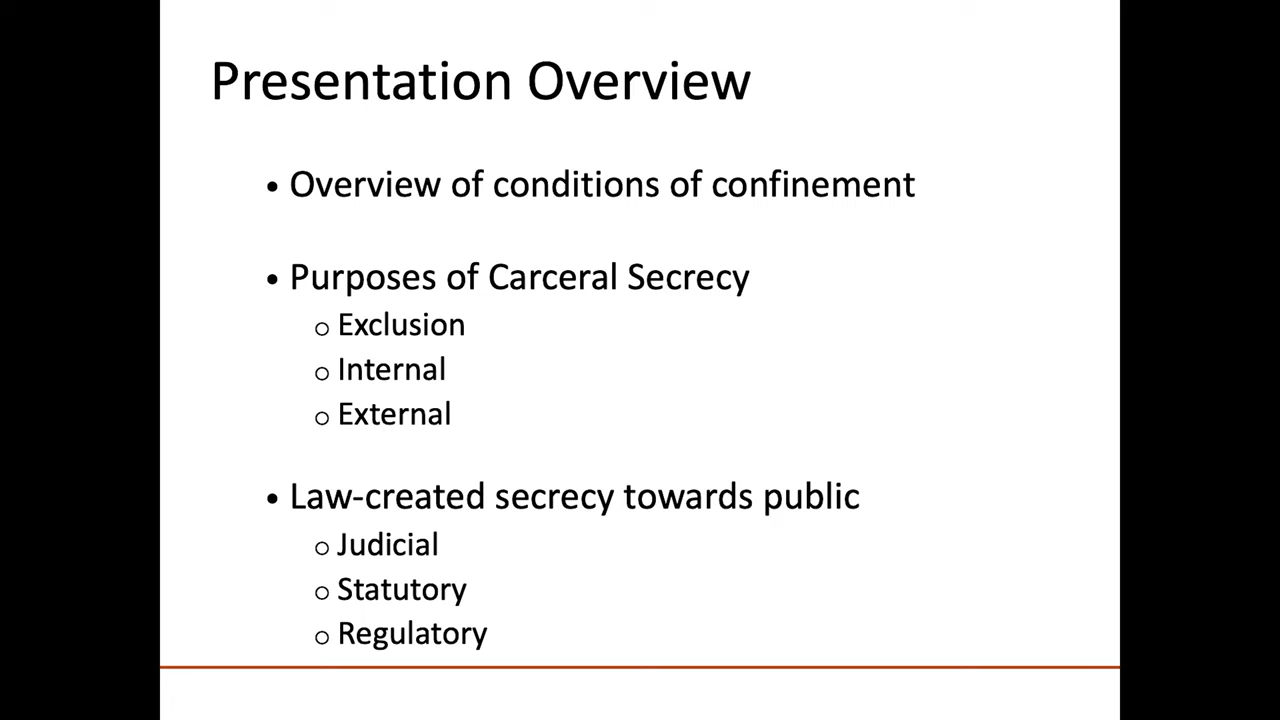 Presentation Overview
• Overview of conditions of confinement
• Purposes of Carceral Secrecy
o Exclusion
o Internal
o External
• Law-created secrecy towards public
o Judicial
o Statutory
o Regulatory